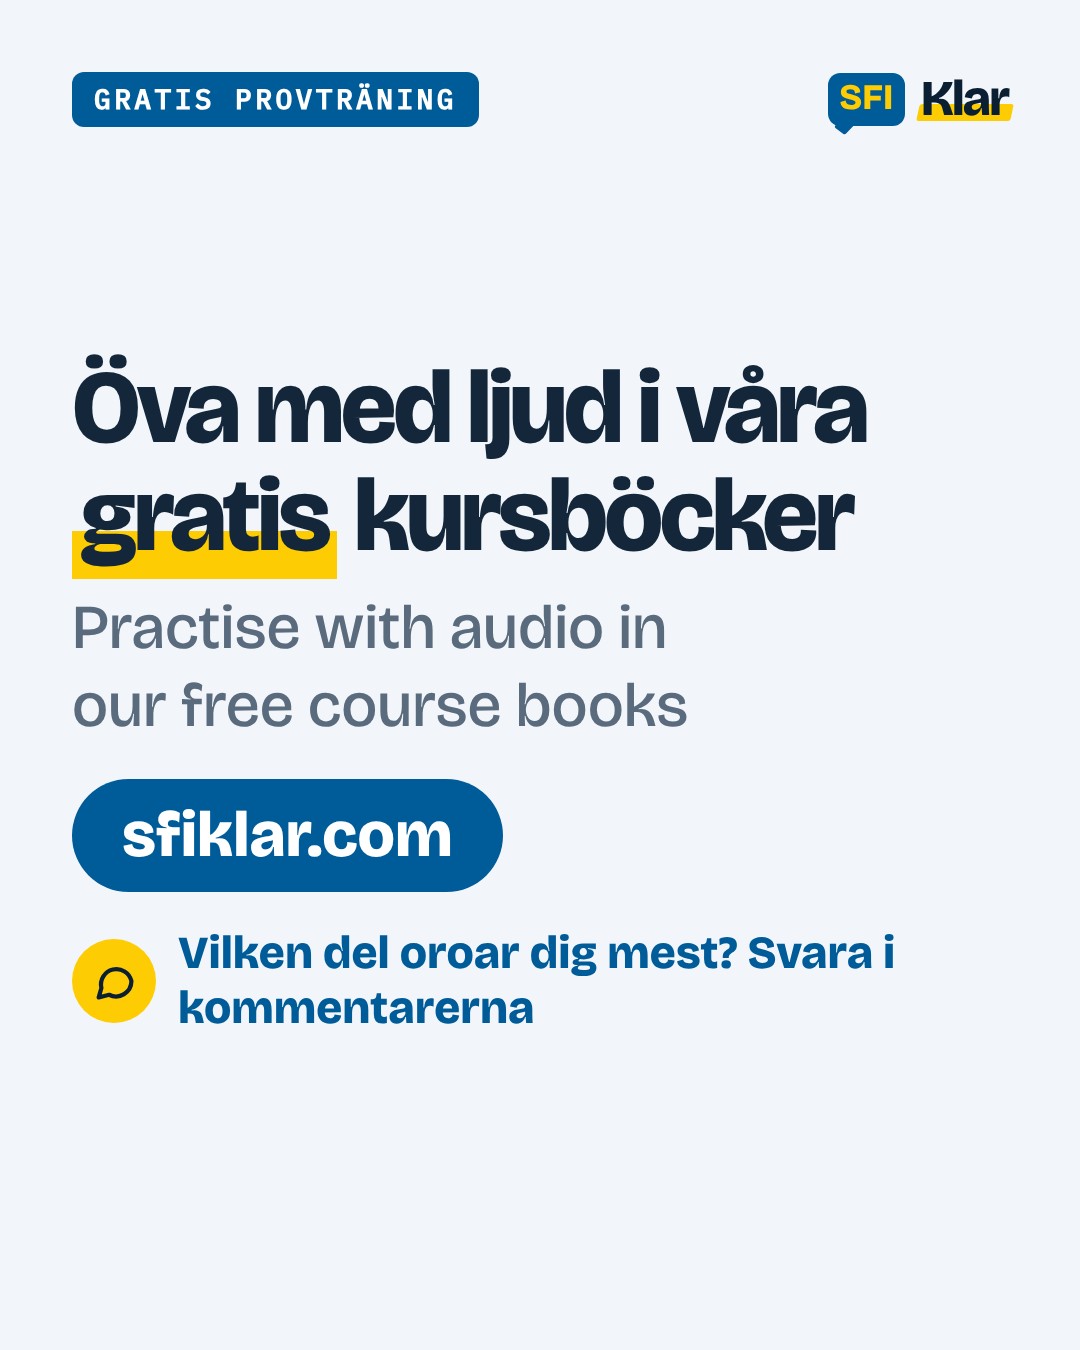 GRATIS PROVTRÄNING
SFI Klar
Öva med ljud i våra
gratis kursböcker
Practise with audio in
our free course books
sfiklar.com
Vilken del oroar dig mest? Svara i
kommentarerna